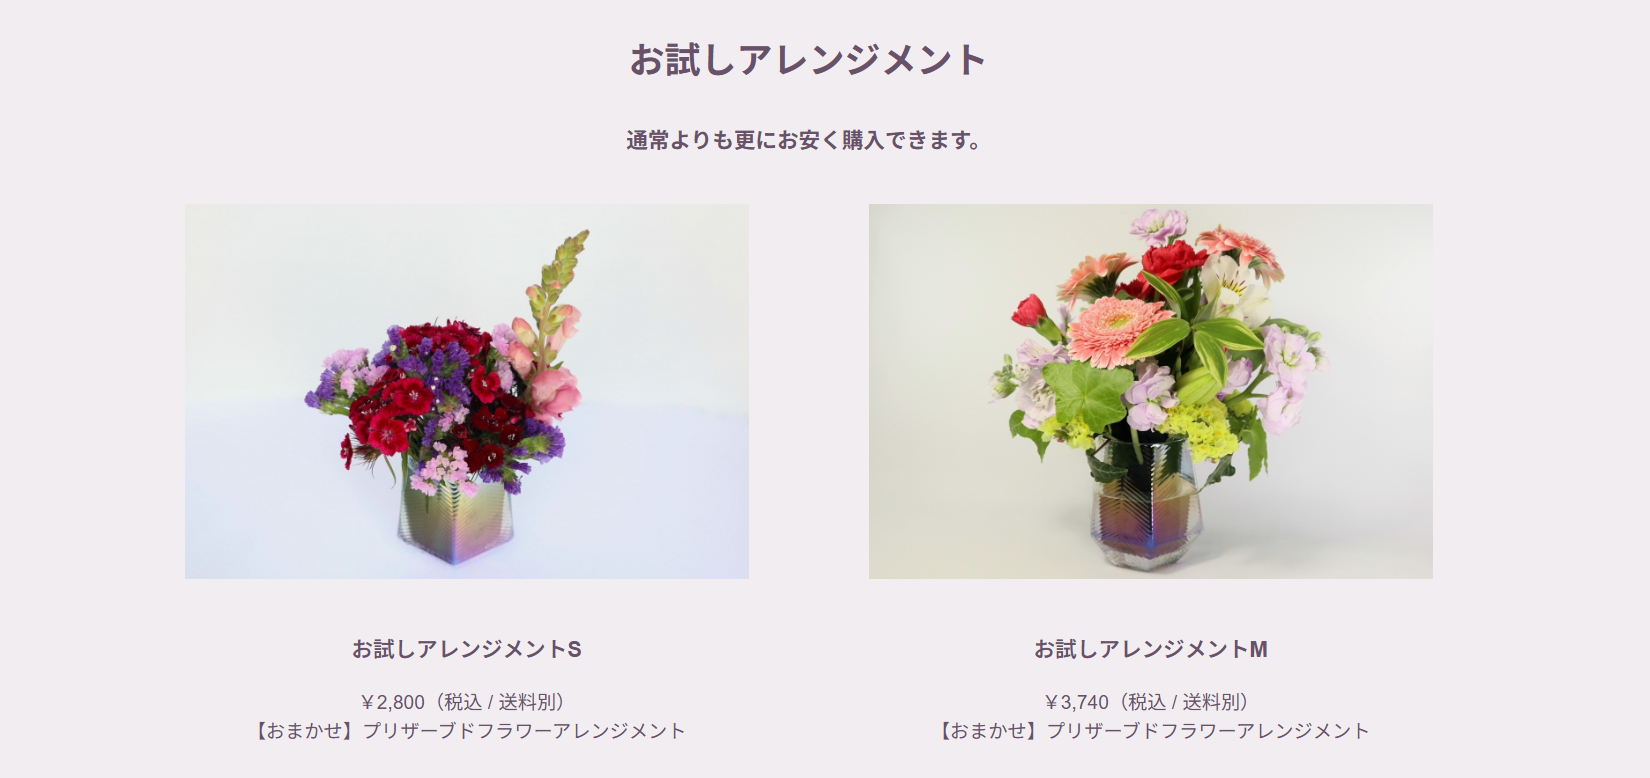 お試しアレンジメント
通常よりも更にお安く購入できます。
お試しアレンジメントS
￥2,800（税込 / 送料別）
【おまかせ】プリザーブドフラワーアレンジメント
お試しアレンジメントM
￥3,740（税込 / 送料別）
【おまかせ】プリザーブドフラワーアレンジメント